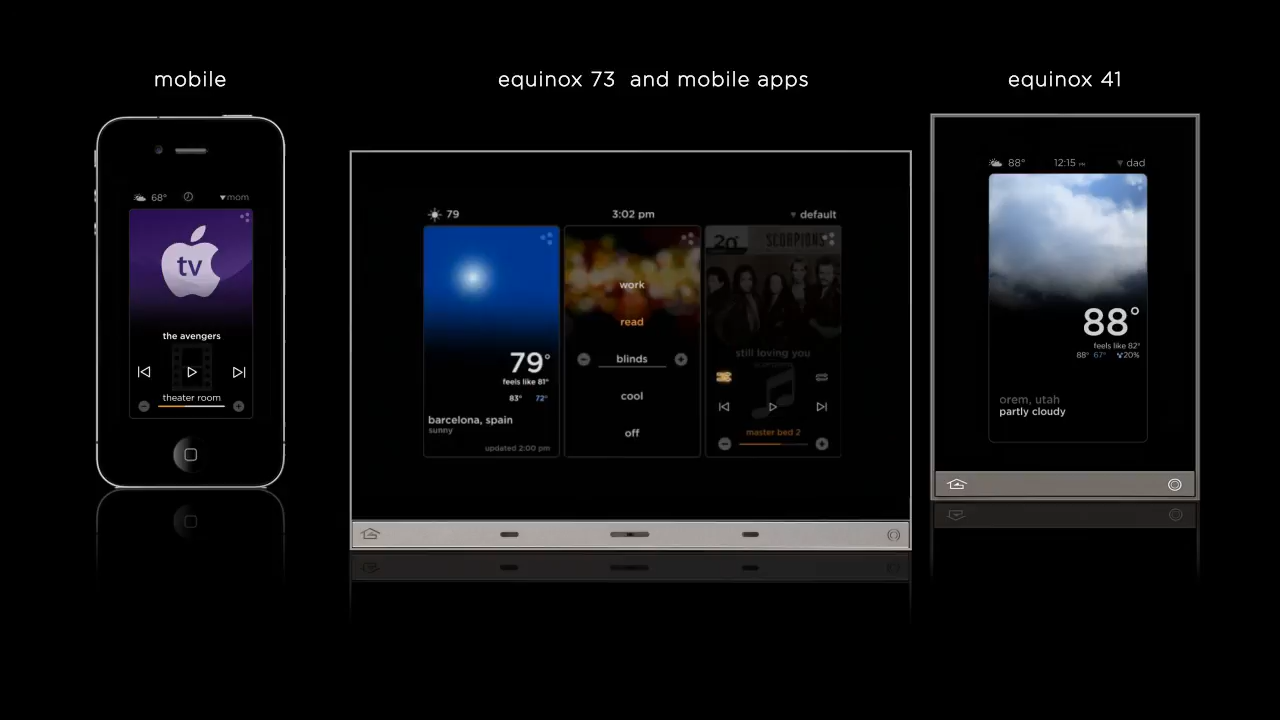 mobile
equinox 73 and mobile apps
equinox 41
68°
mom
tv
the avengers
theater room
79
3:02 pm
default
79°
feels like 81°
83° 72°
barcelona, spain
sunny
updated 2:00 pm
work
read
blinds
cool
off
20
SCORPIONS
still loving you
master bed 2
88°
12:15 PM
dad
88°
feels like 82°
88° 67° 20%
orem, utah
partly cloudy